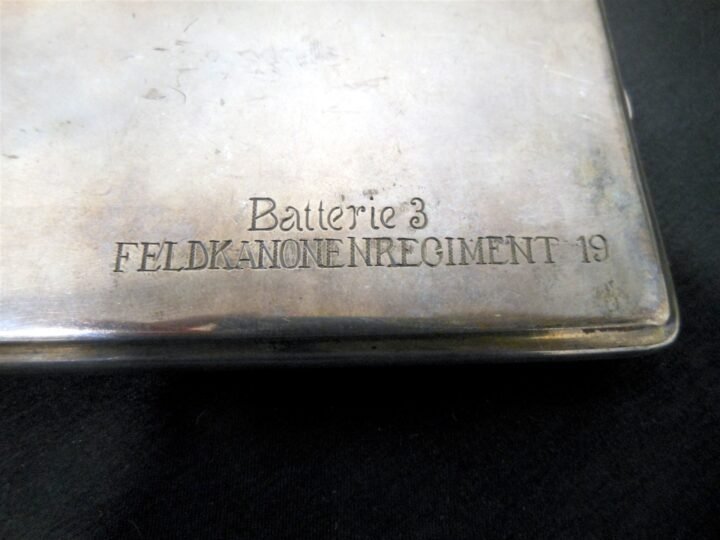 Batterie 3
FELDKANONENREGIMENT 19